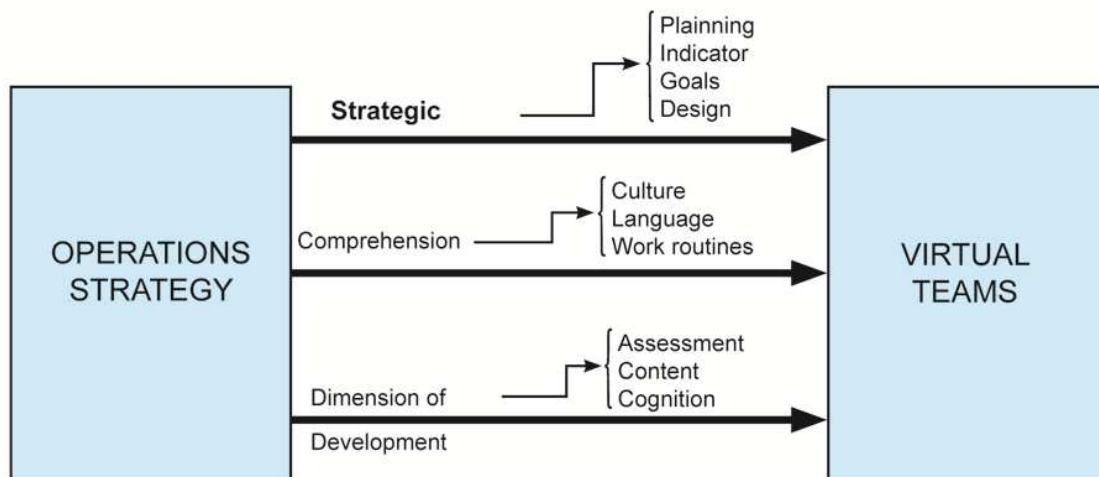 Plainning
Indicator
Goals
Design
Strategic
Culture
Language
Work routines
Comprehension
OPERATIONS
STRATEGY
VIRTUAL
TEAMS
Assessment
Content
Cognition
Dimension of
Development